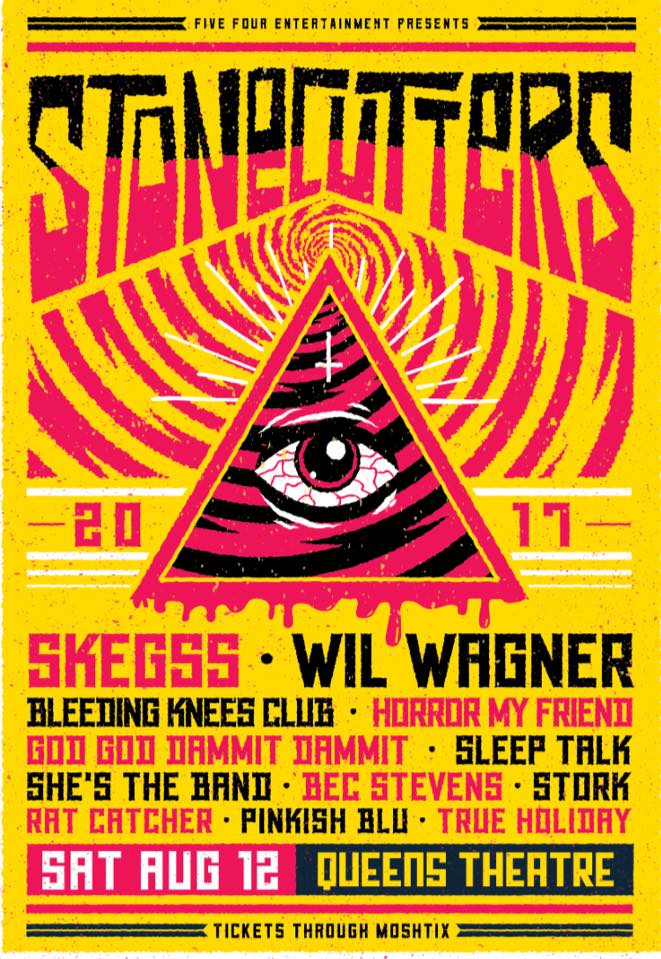 FIVE FOUR ENTERTAINMENT PRESENTS
STONECUTTERS
20 17
SKEGSS · WIL WAGNER
BLEEDING KNEES CLUB · HORROR MY FRIEND
GOD GOD DAMMIT DAMMIT · SLEEP TALK
SHE'S THE BAND · BEC STEVENS · STORK
RAT CATCHER · PINKISH BLU · TRUE HOLIDAY
SAT AUG 12 QUEENS THEATRE
TICKETS THROUGH MOSHTIX